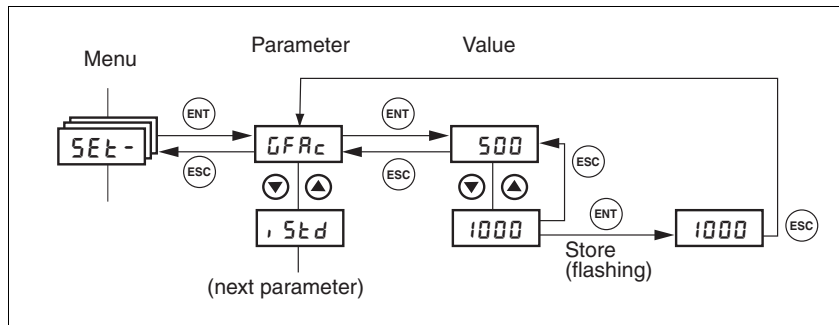 Menu
Parameter
Value
ENT
ENT
SEt-
GFAc
500
ESC
ESC
ESC
iStd
1000
ENT
1000
ESC
Store
(flashing)
(next parameter)